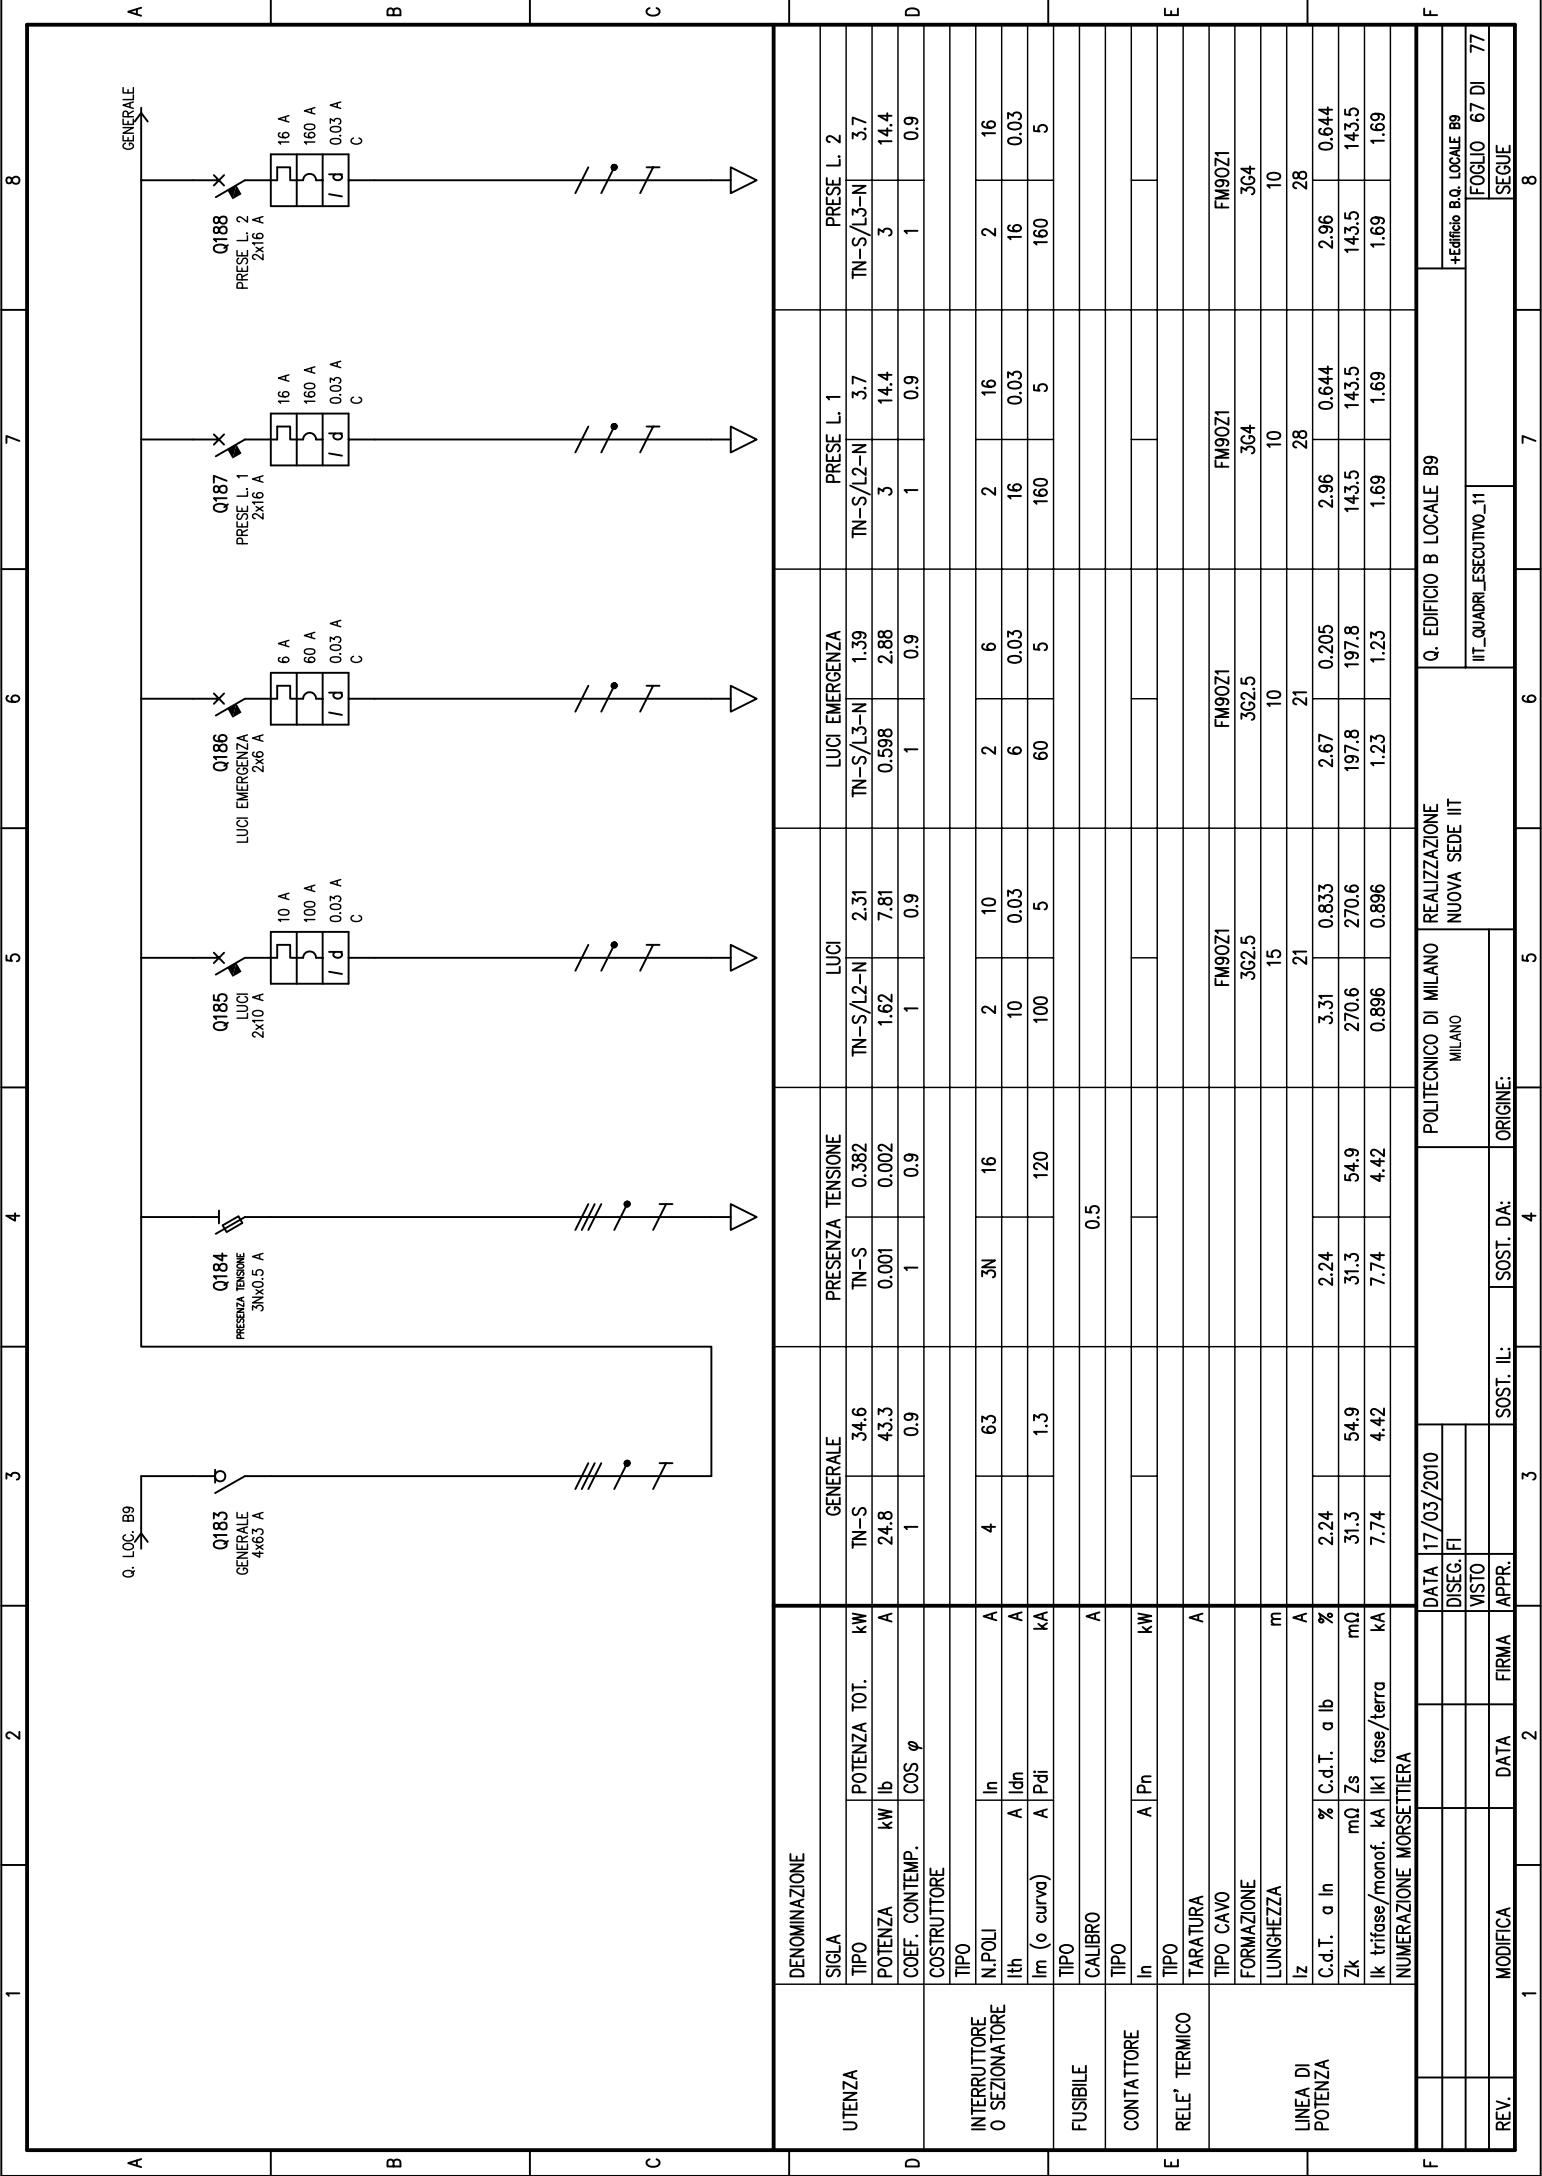 1 2 3 4 5 6 7 8
A
B
C
D
E
F
A
B
C
D
E
F
Q. LOC. B9
GENERALE
Q183
GENERALE
4x63 A
Q184
PRESENZA TENSIONE
3Nx0.5 A
Q185
LUCI
2x10 A
10 A
100 A
0.03 A
C
I d
Q186
LUCI EMERGENZA
2x6 A
6 A
60 A
0.03 A
C
I d
Q187
PRESE L. 1
2x16 A
16 A
160 A
0.03 A
C
I d
Q188
PRESE L. 2
2x16 A
16 A
160 A
0.03 A
C
I d
UTENZA
DENOMINAZIONE
SIGLA GENERALE PRESENZA TENSIONE LUCI LUCI EMERGENZA PRESE L. 1 PRESE L. 2
TIPO POTENZA TOT. kW TN-S 34.6 TN-S 0.382 TN-S/L2-N 2.31 TN-S/L3-N 1.39 TN-S/L2-N 3.7 TN-S/L3-N 3.7
POTENZA kW Ib A 24.8 43.3 0.001 0.002 1.62 7.81 0.598 2.88 3 14.4 3 14.4
COEF. CONTEMP. COS φ 1 0.9 1 0.9 1 0.9 1 0.9 1 0.9 1 0.9
INTERRUTTORE
O SEZIONATORE
COSTRUTTORE
TIPO
N.POLI In A 4 63 3N 16 2 10 2 6 2 16 2 16
Ith A Idn A 10 0.03 6 0.03 16 0.03 16 0.03
Im (o curva) A Pdi kA 1.3 120 100 5 60 5 160 5 160 5
FUSIBILE
TIPO
CALIBRO A 0.5
CONTATTORE
TIPO
In A Pn kW
RELE' TERMICO
TIPO
TARATURA A
LINEA DI
POTENZA
TIPO CAVO FM9OZ1 FM9OZ1 FM9OZ1 FM9OZ1
FORMAZIONE 3G2.5 3G2.5 3G4 3G4
LUNGHEZZA m 15 10 10 10
Iz A 21 21 28 28
C.d.T. a In % C.d.T. a Ib % 2.24 2.24 3.31 0.833 2.67 0.205 2.96 0.644 2.96 0.644
Zk mΩ Zs mΩ 31.3 54.9 31.3 54.9 270.6 270.6 197.8 197.8 143.5 143.5 143.5 143.5
Ik trifase/monof. kA Ik1 fase/terra kA 7.74 4.42 7.74 4.42 0.896 0.896 1.23 1.23 1.69 1.69 1.69 1.69
NUMERAZIONE MORSETTIERA
REV. MODIFICA DATA FIRMA
DATA 17/03/2010
DISEG. FI
VISTO
APPR.
SOST. IL: SOST. DA: ORIGINE:
POLITECNICO DI MILANO
MILANO
REALIZZAZIONE
NUOVA SEDE IIT
Q. EDIFICIO B LOCALE B9
IIT_QUADRI_ESECUTIVO_11
+Edificio B.Q. LOCALE B9
FOGLIO 67 DI 77
SEGUE
1 2 3 4 5 6 7 8